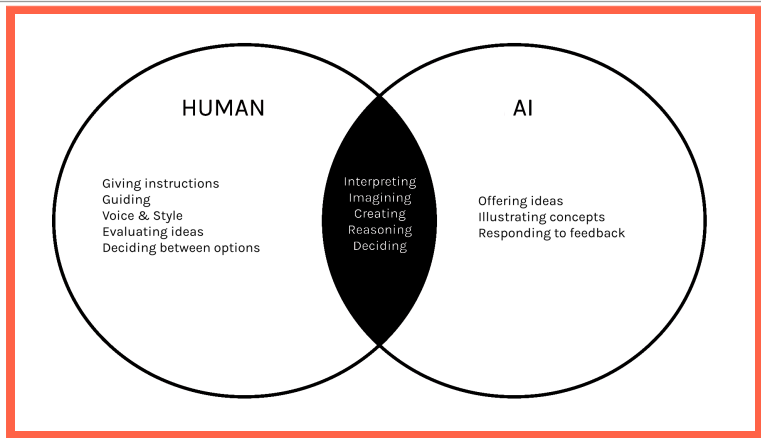 HUMAN
Giving instructions
Guiding
Voice & Style
Evaluating ideas
Deciding between options
Interpreting
Imagining
Creating
Reasoning
Deciding
AI
Offering ideas
Illustrating concepts
Responding to feedback